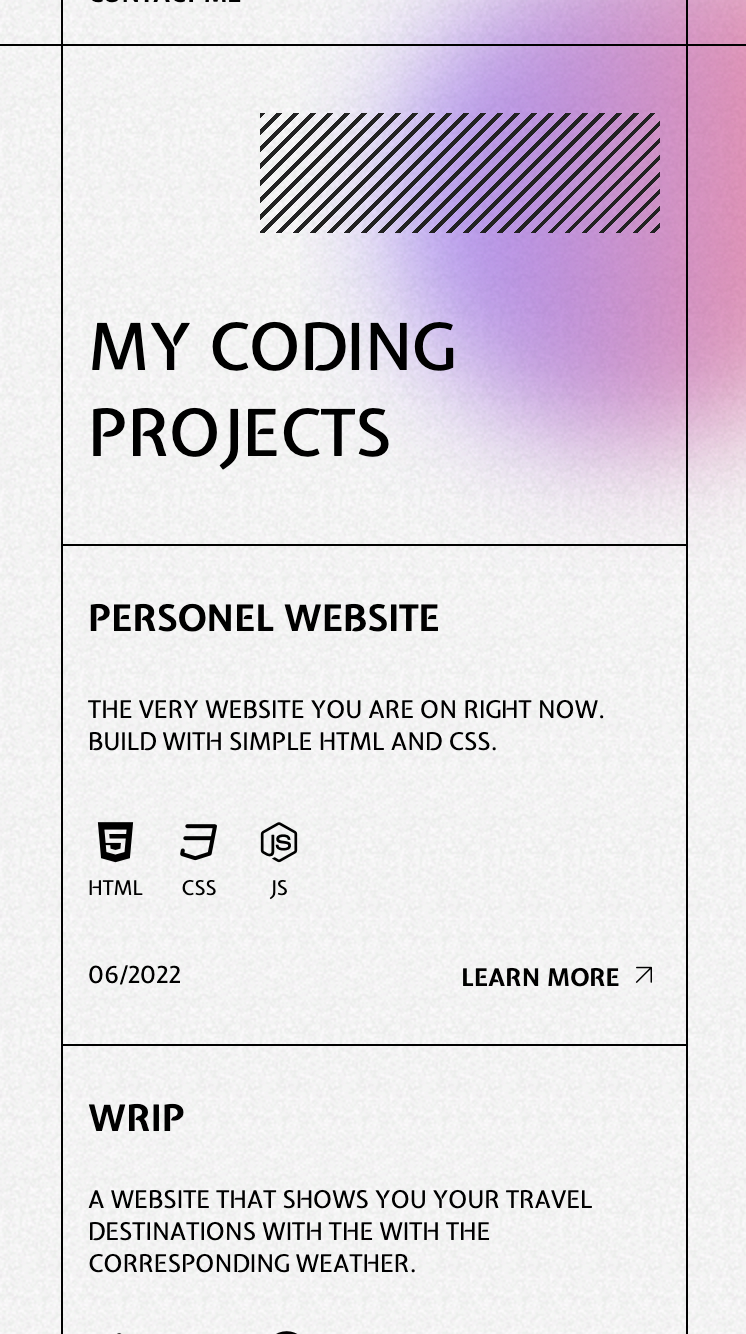 CONTACT ME
MY CODING
PROJECTS
PERSONEL WEBSITE
THE VERY WEBSITE YOU ARE ON RIGHT NOW.
BUILD WITH SIMPLE HTML AND CSS.
HTML CSS JS
06/2022 LEARN MORE
WRIP
A WEBSITE THAT SHOWS YOU YOUR TRAVEL
DESTINATIONS WITH THE WITH THE
CORRESPONDING WEATHER.